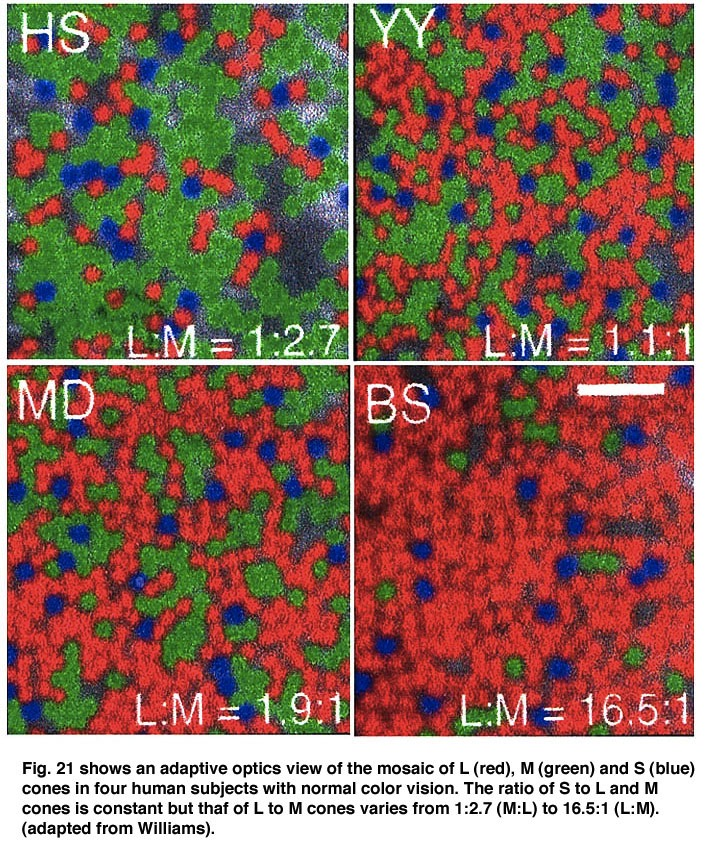 HS
YY
L:M = 1:2.7
L:M = 1.1:1
MD
BS
L:M = 1.9:1
L:M = 16.5:1
Fig. 21 shows an adaptive optics view of the mosaic of L (red), M (green) and S (blue)
cones in four human subjects with normal color vision. The ratio of S to L and M
cones is constant but thaf of L to M cones varies from 1:2.7 (M:L) to 16.5:1 (L:M).
(adapted from Williams).